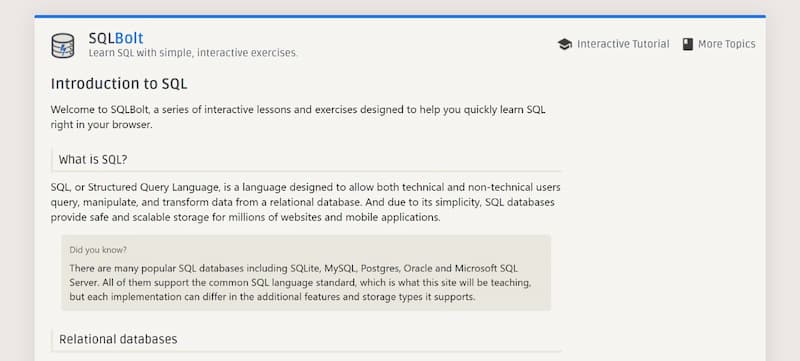 SQLBolt
Learn SQL with simple, interactive exercises.
Interactive Tutorial
More Topics
Introduction to SQL
Welcome to SQLBolt, a series of interactive lessons and exercises designed to help you quickly learn SQL
right in your browser.
What is SQL?
SQL, or Structured Query Language, is a language designed to allow both technical and non-technical users
query, manipulate, and transform data from a relational database. And due to its simplicity, SQL databases
provide safe and scalable storage for millions of websites and mobile applications.
Did you know?
There are many popular SQL databases including SQLite, MySQL, Postgres, Oracle and Microsoft SQL
Server. All of them support the common SQL language standard, which is what this site will be teaching,
but each implementation can differ in the additional features and storage types it supports.
Relational databases